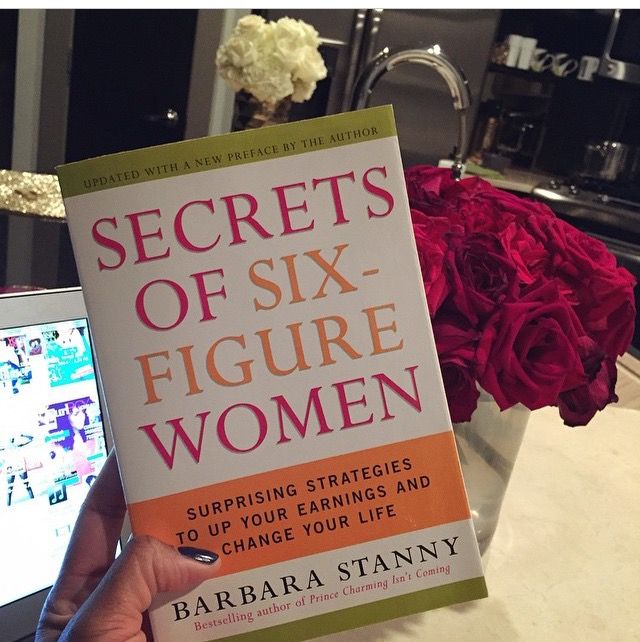 UPDATED WITH A NEW PREFACE BY THE AUTHOR
SECRETS
OF SIX-
FIGURE
WOMEN
SURPRISING STRATEGIES
TO UP YOUR EARNINGS AND
CHANGE YOUR LIFE
BARBARA STANNY
Bestselling author of Prince Charming Isn't Coming